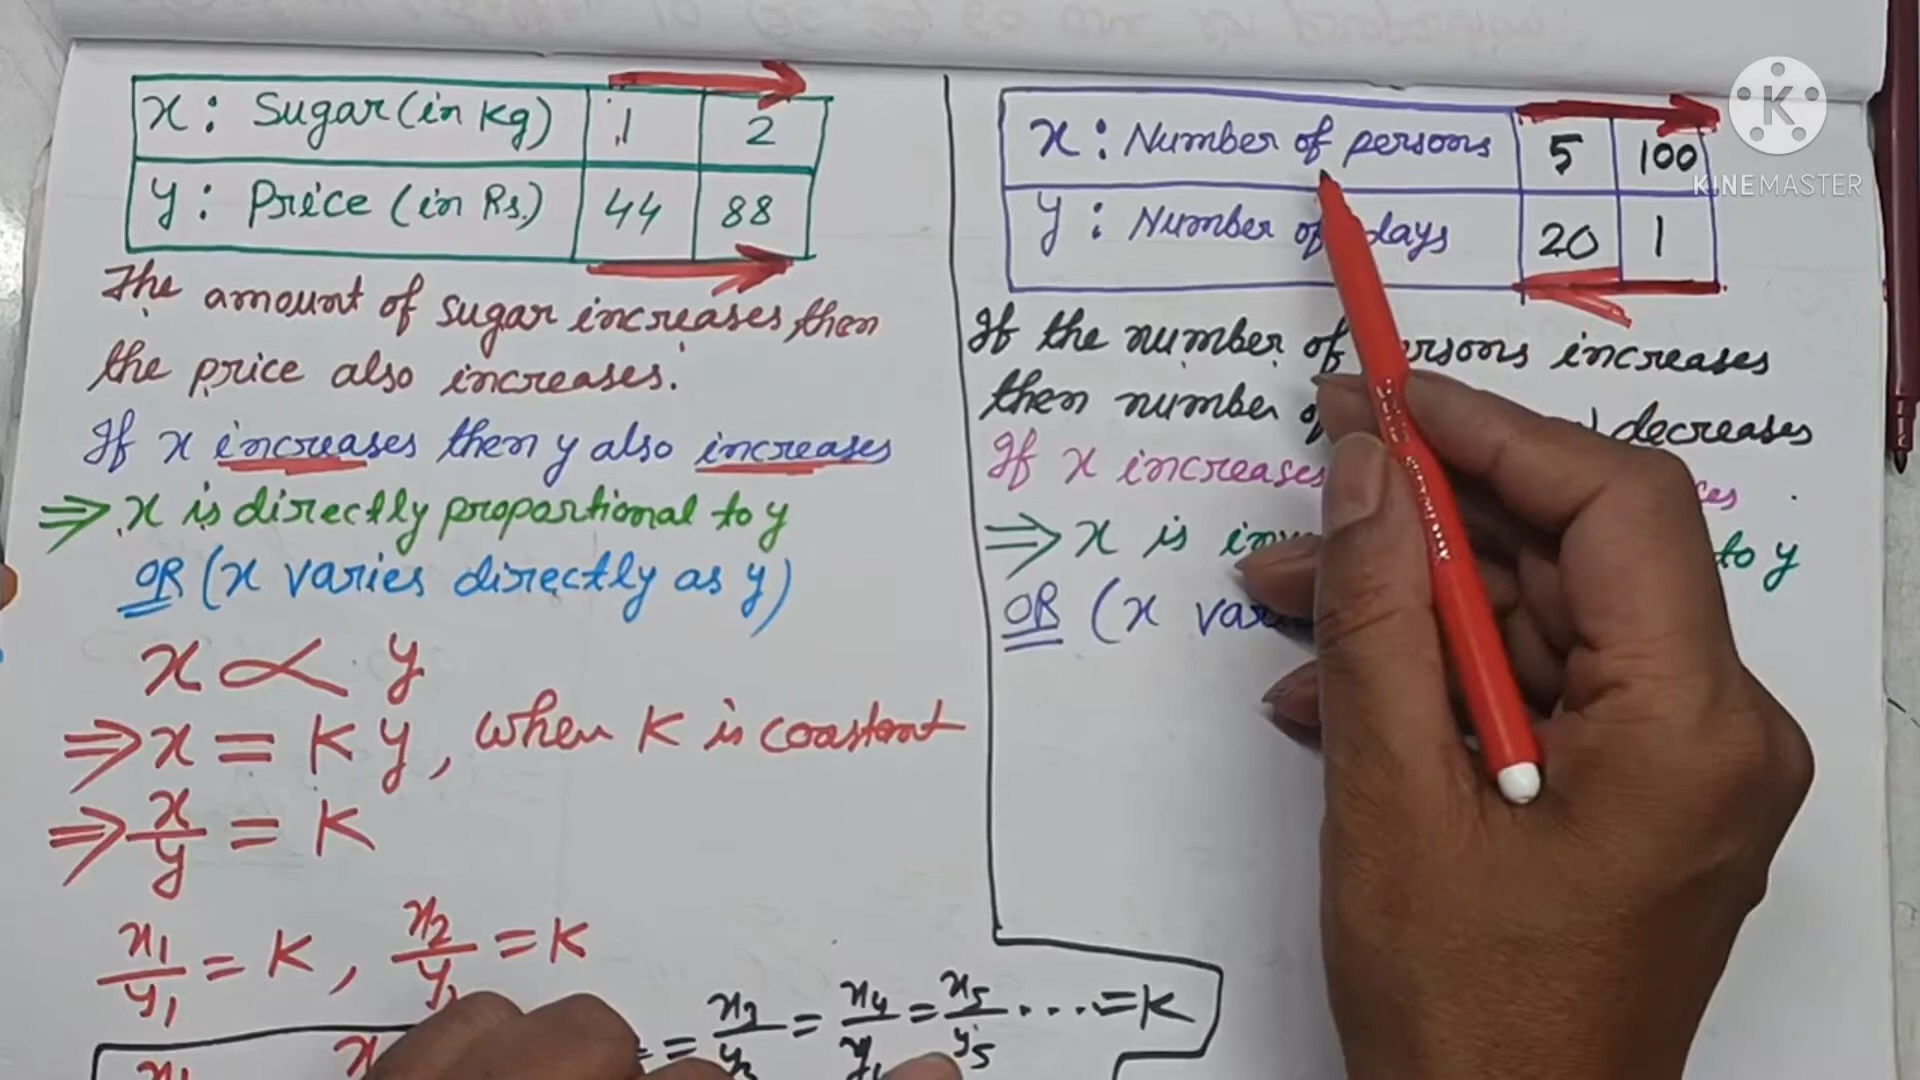 x : Sugar (in Kg) 1 2
y : Price (in Rs.) 44 88
The amount of sugar increases, then
the price also increases.
If x increases then y also increases
⇒ x is directly proportional to y
OR (x varies directly as y)
x ∝ y
⇒ x = K y, when K is constant
⇒ x/y = K
x1/y1 = K, x2/y2 = K
= x3/y3 = x4/y4 = x5/y5 .... = K
x : Number of persons 5 100
y : Number of days 20 1
If the number of persons increases
then number of decreases
If x increases
⇒ x is to y
OR (x
K
KINEMASTER